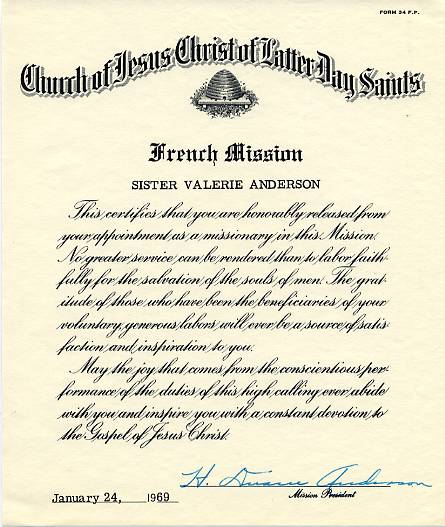 FORM 34 F.P.
Church of Jesus Christ of Latter Day Saints
French Mission
SISTER VALERIE ANDERSON
This certifies that you are honorably released from
your appointment as a missionary in this Mission.
No greater service can be rendered than to labor faith-
fully for the salvation of the souls of men. The grat-
itude of those who have been the beneficiaries of your
voluntary, generous labors will ever be a source of satis-
faction and inspiration to you.
May the joy that comes from the conscientious per-
formance of the duties of this high calling ever abide
with you and inspire you with a constant devotion to
the Gospel of Jesus Christ.
H. Duane Anderson
January 24, 1969
Mission President